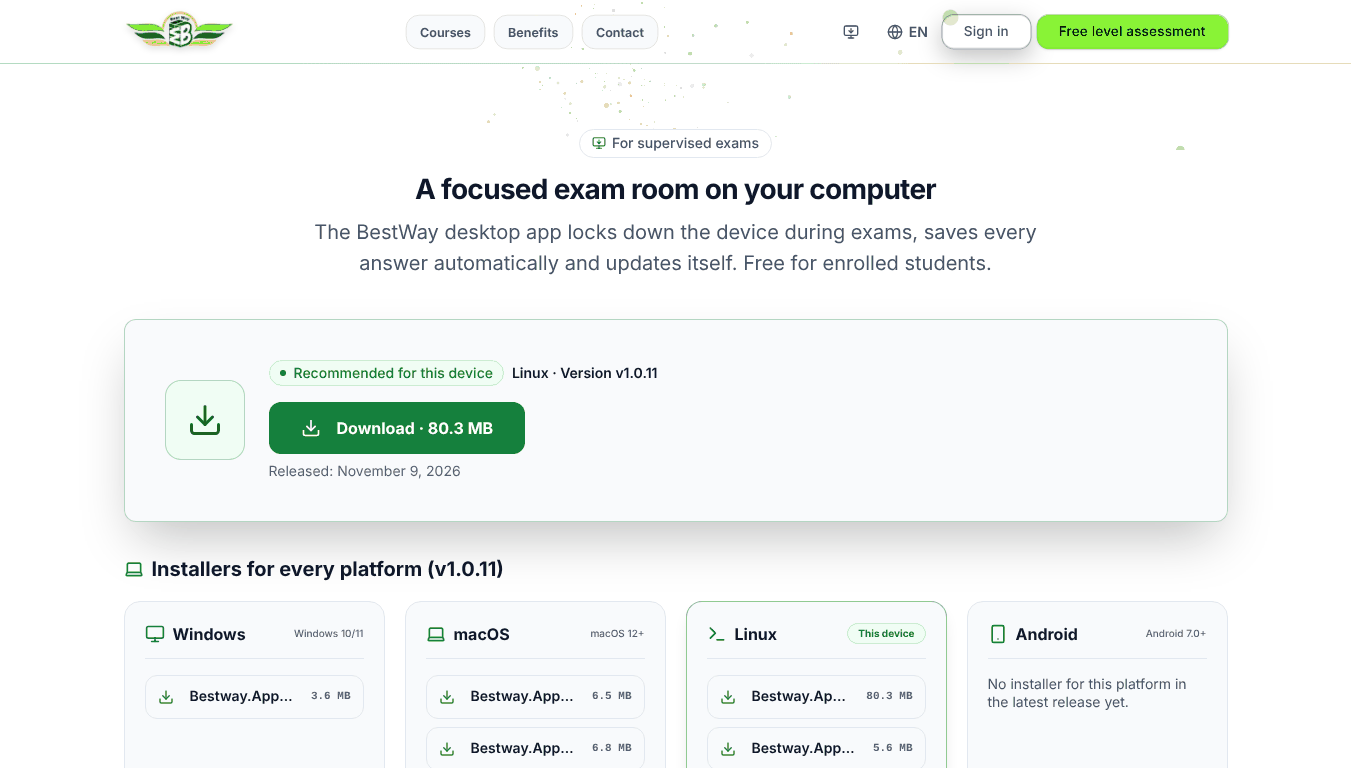 Best Way
SB
Courses
Benefits
Contact
EN
Sign in
Free level assessment
For supervised exams
A focused exam room on your computer
The BestWay desktop app locks down the device during exams, saves every
answer automatically and updates itself. Free for enrolled students.
Recommended for this device
Linux · Version v1.0.11
Download · 80.3 MB
Released: November 9, 2026
Installers for every platform (v1.0.11)
Windows
Windows 10/11
Bestway.App...
3.6 MB
macOS
macOS 12+
Bestway.App...
6.5 MB
Bestway.App...
6.8 MB
Linux
This device
Bestway.Ap...
80.3 MB
Bestway.App...
5.6 MB
Android
Android 7.0+
No installer for this platform in
the latest release yet.